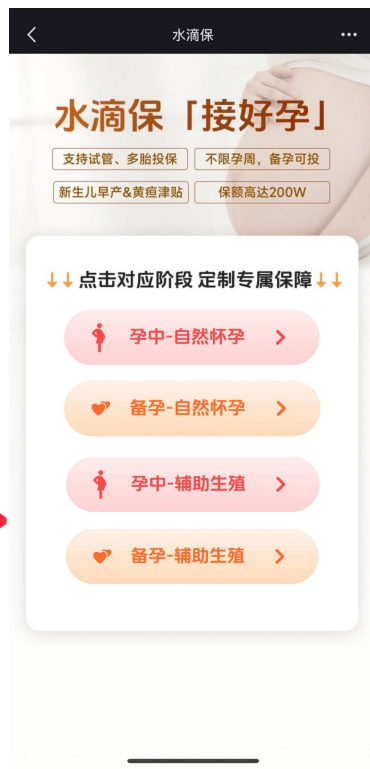 水滴保
水滴保「接好孕」
支持试管、多胎投保
不限孕周，备孕可投
新生儿早产&黄疸津贴
保额高达200W
↓↓点击对应阶段 定制专属保障↓↓
孕中-自然怀孕
备孕-自然怀孕
孕中-辅助生殖
备孕-辅助生殖